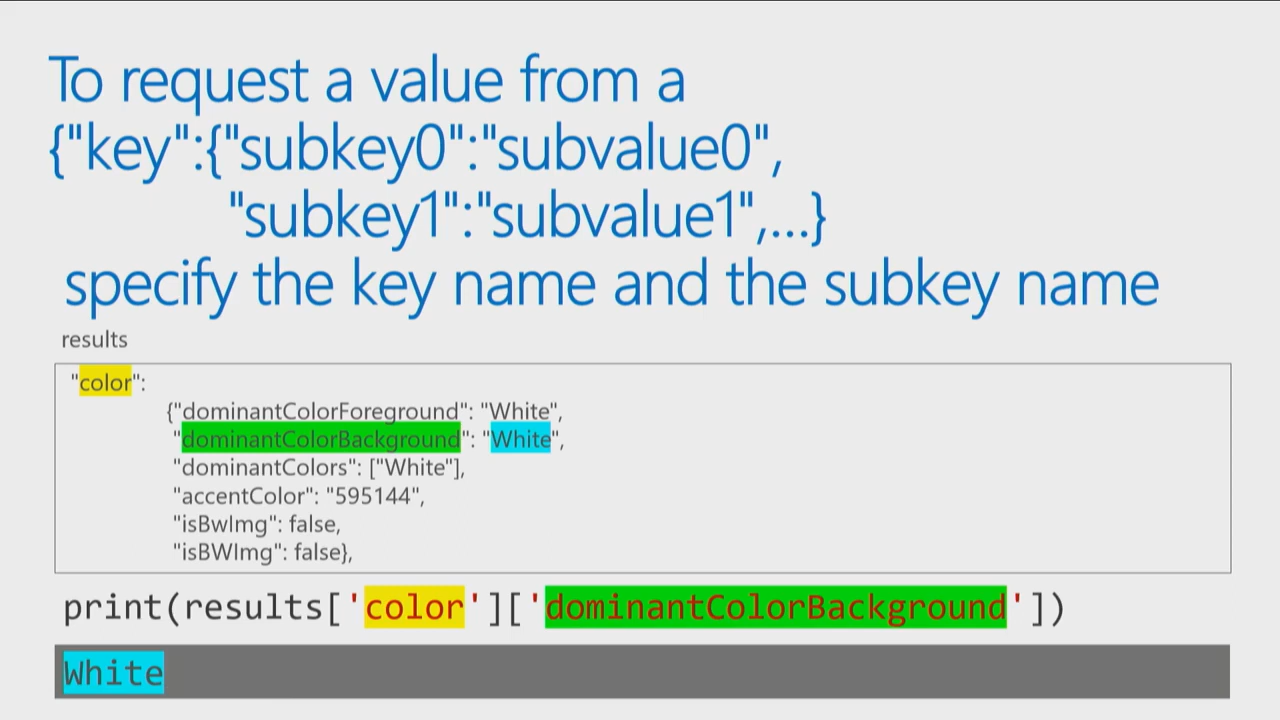 To request a value from a
{"key":{"subkey0":"subvalue0",
"subkey1":"subvalue1",...}
specify the key name and the subkey name
results
"color":
{"dominantColorForeground": "White",
"dominantColorBackground": "White",
"dominantColors": ["White"],
"accentColor": "595144",
"isBwImg": false,
"isBWImg": false},
print(results['color']['dominantColorBackground'])
White